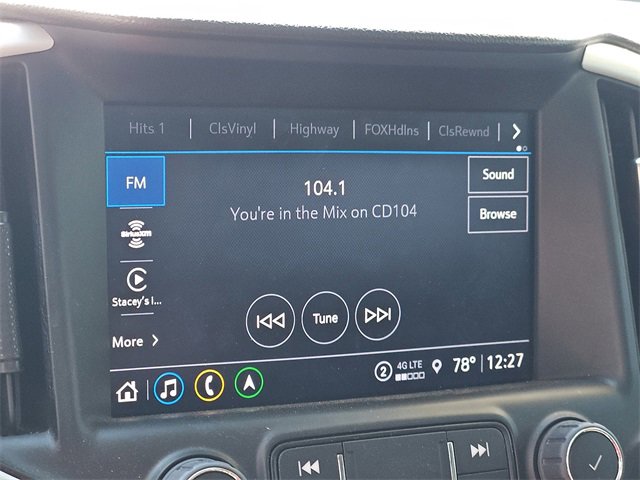 Hits 1 ClsVinyl Highway FOXHdlns ClsRewnd
FM
104.1
You're in the Mix on CD104
Sound
Browse
SiriusXM
Stacey's I...
Tune
More
2 4G LTE 78° 12:27